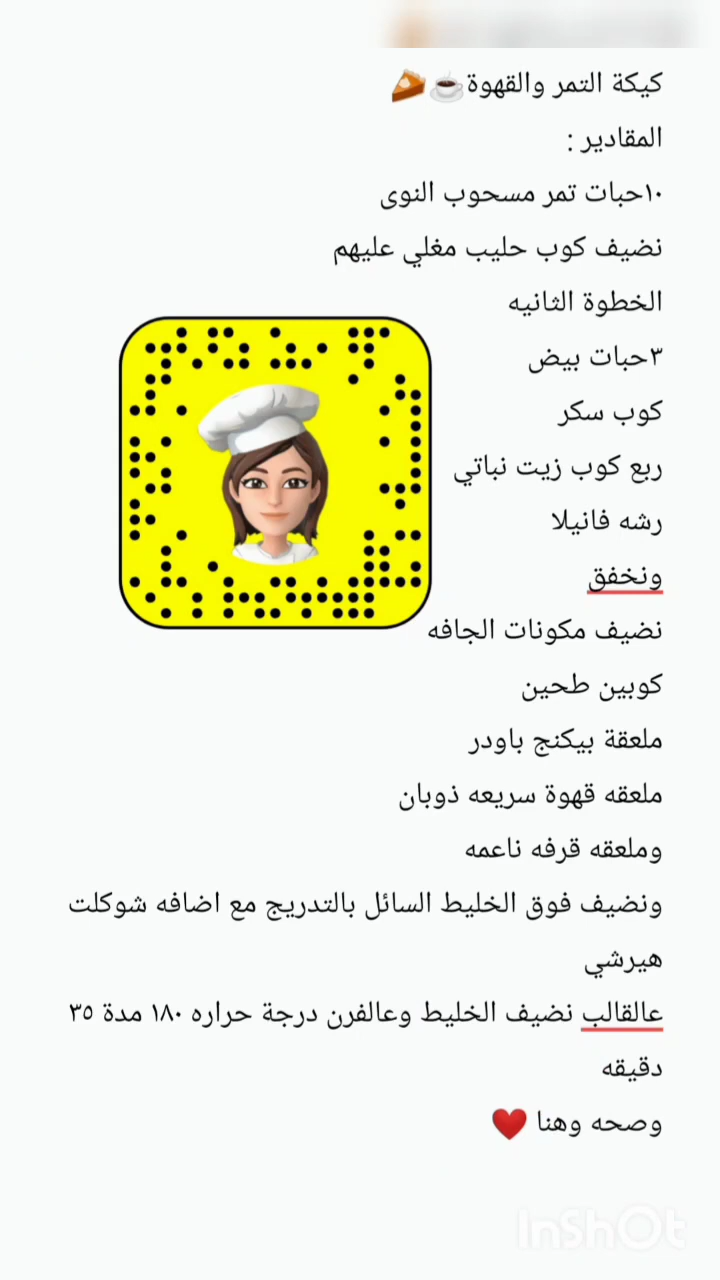 كيكة التمر والقهوة☕🥧
المقادير :
١٠حبات تمر مسحوب النوى
نضيف كوب حليب مغلي عليهم
الخطوة الثانيه
٣حبات بيض
كوب سكر
ربع كوب زيت نباتي
رشه فانيلا
ونخفق
نضيف مكونات الجافه
كوبين طحين
ملعقة بيكنج باودر
ملعقه قهوة سريعه ذوبان
وملعقه قرفه ناعمه
ونضيف فوق الخليط السائل بالتدريج مع اضافه شوكلت
هيرشي
عالقالب نضيف الخليط وعالفرن درجة حراره ١٨٠ مدة ٣٥
دقيقه
وصحه وهنا ❤️
InShOt